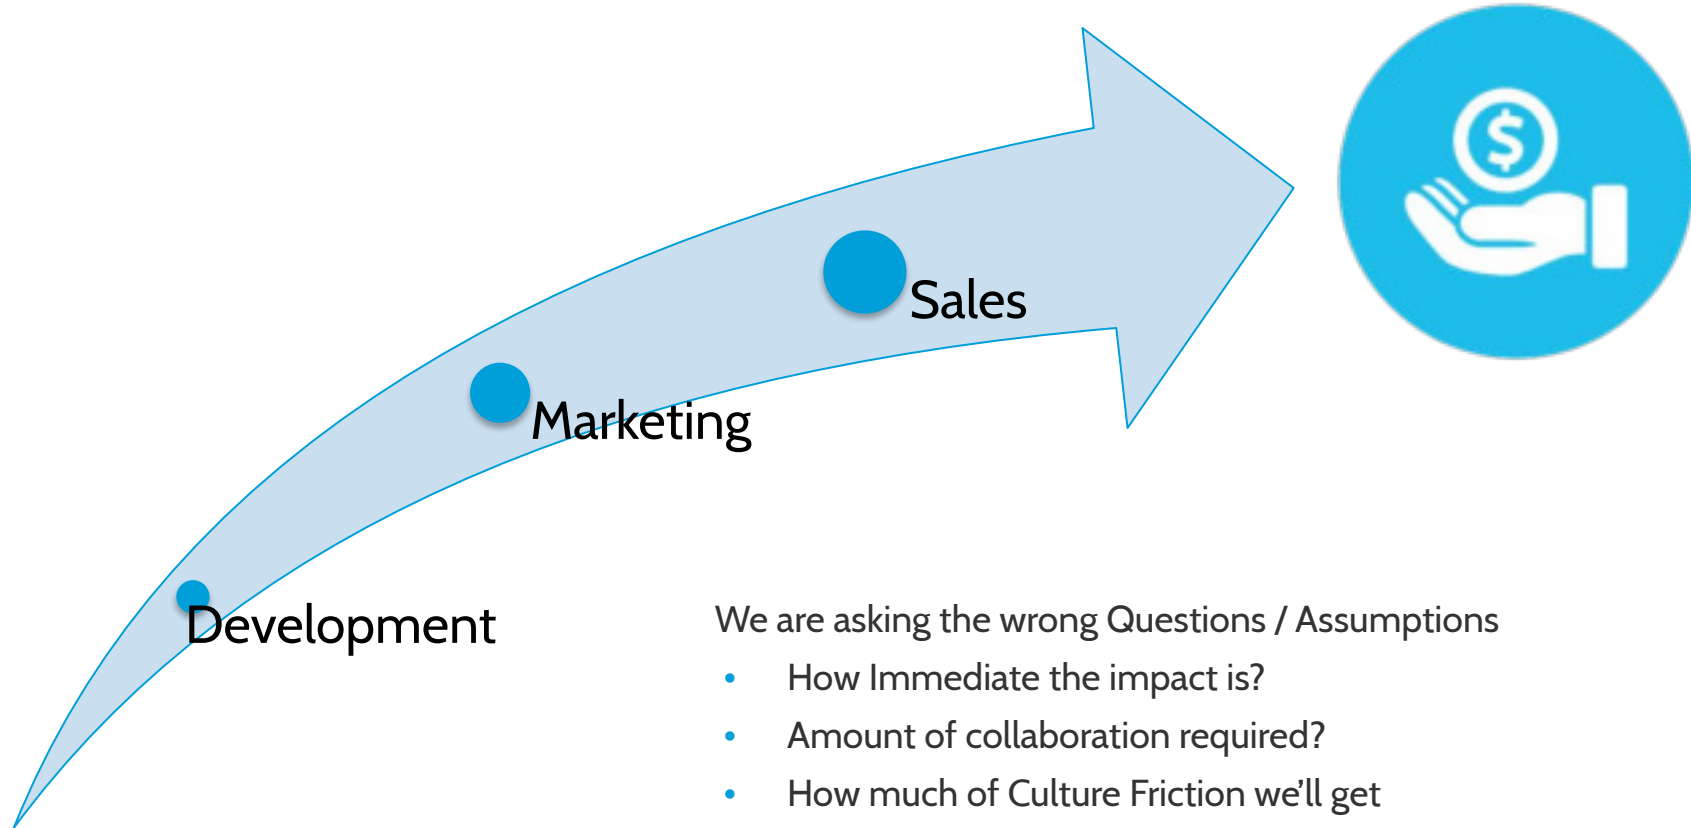 $
Sales
Marketing
Development
We are asking the wrong Questions / Assumptions
• How Immediate the impact is?
• Amount of collaboration required?
• How much of Culture Friction we'll get